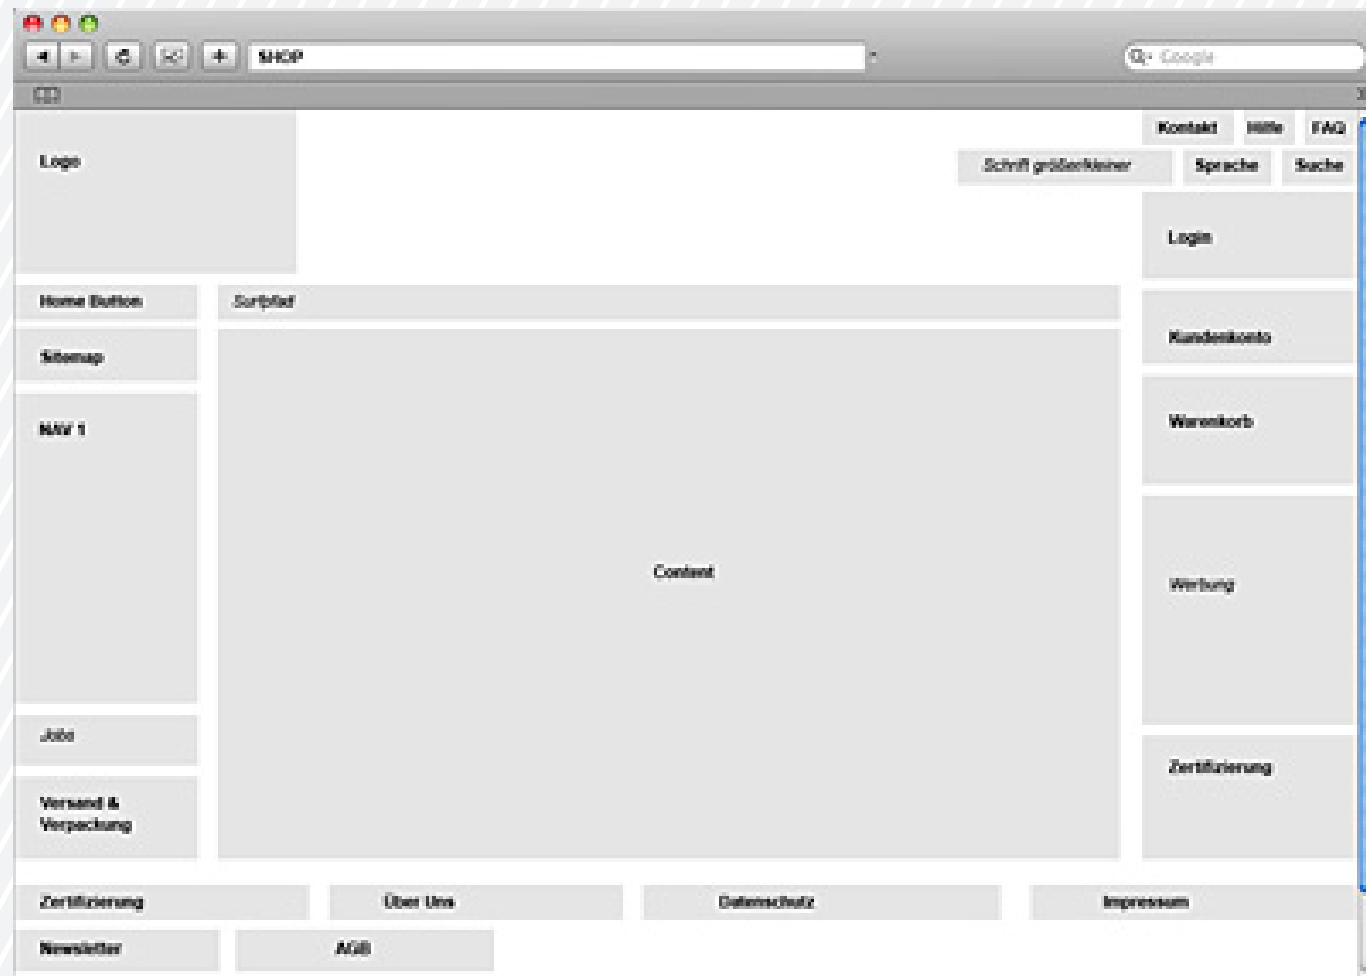 SHOP
Google
Kontakt Hilfe FAQ
Logo
Schrift größer/kleiner Sprache Suche
Login
Home Button Surfpfad
Sitemap
Kundenkonto
NAV 1
Warenkorb
Content
Werbung
Jobs
Zertifizierung
Versand &
Verpackung
Zertifizierung Über Uns Datenschutz Impressum
Newsletter AGB